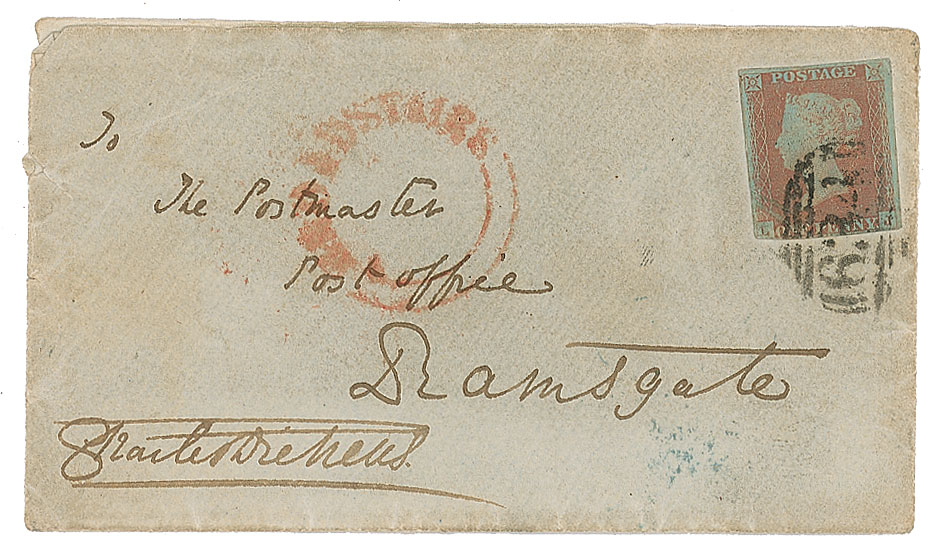 POSTAGE
To
The Postmaster
Post office
Ramsgate
Charles Dickens.